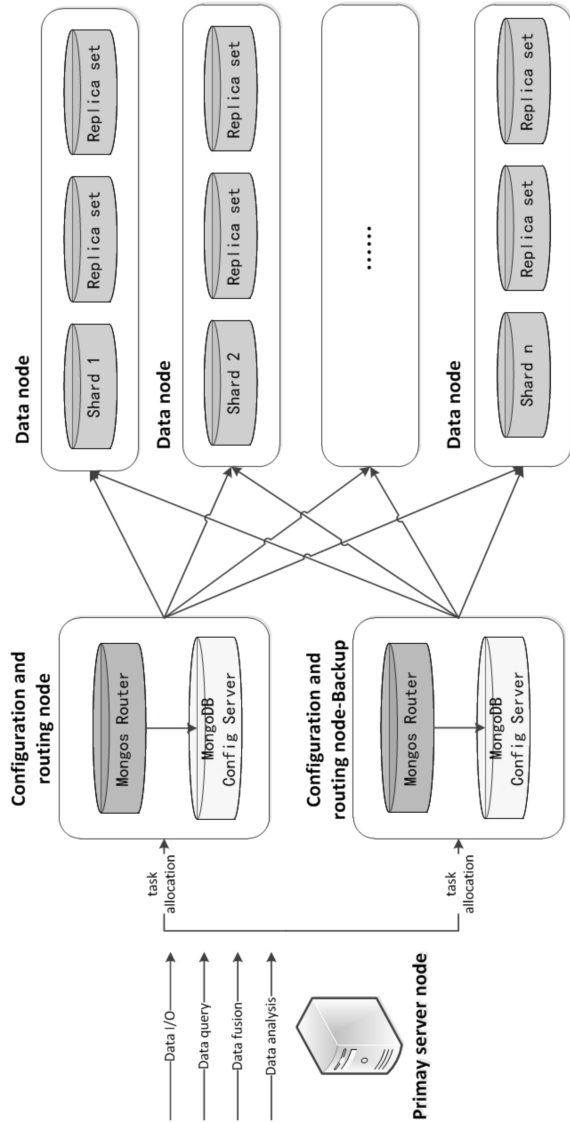 Data I/O
Data query
Data fusion
Data analysis
Primay server node
task
allocation
task
allocation
Configuration and
routing node
Mongos Router
MongoDB
Config Server
Configuration and
routing node-Backup
Mongos Router
MongoDB
Config Server
Data node
Shard 1
Replica set
Replica set
Data node
Shard 2
Replica set
Replica set
......
Data node
Shard n
Replica set
Replica set